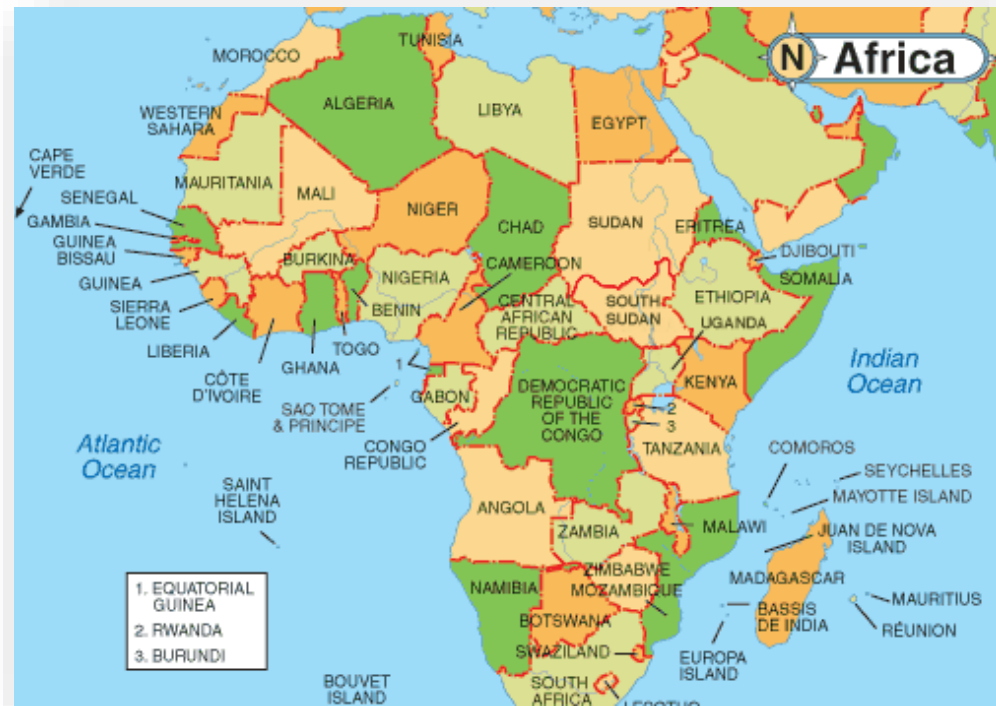 N Africa
MOROCCO
TUNISIA
ALGERIA
LIBYA
EGYPT
WESTERN
SAHARA
CAPE
VERDE
MAURITANIA
MALI
NIGER
CHAD
SUDAN
ERITREA
SENEGAL
GAMBIA
GUINEA
BISSAU
GUINEA
SIERRA
LEONE
LIBERIA
CÔTE
D'IVOIRE
GHANA
TOGO
BENIN
BURKINA
NIGERIA
CAMEROON
CENTRAL
AFRICAN
REPUBLIC
SOUTH
SUDAN
DJIBOUTI
SOMALIA
ETHIOPIA
UGANDA
KENYA
Indian
Ocean
1
GABON
SAO TOME
& PRINCIPE
CONGO
REPUBLIC
DEMOCRATIC
REPUBLIC
OF THE
CONGO
2
3
TANZANIA
Atlantic
Ocean
SAINT
HELENA
ISLAND
COMOROS
SEYCHELLES
MAYOTTE ISLAND
JUAN DE NOVA
ISLAND
ANGOLA
ZAMBIA
MALAWI
ZIMBABWE
MOZAMBIQUE
MADAGASCAR
MAURITIUS
RÉUNION
BASSIS
DE INDIA
EUROPA
ISLAND
NAMIBIA
BOTSWANA
SWAZILAND
SOUTH
AFRICA
LESOTHO
BOUVET
ISLAND
1. EQUATORIAL
GUINEA
2. RWANDA
3. BURUNDI